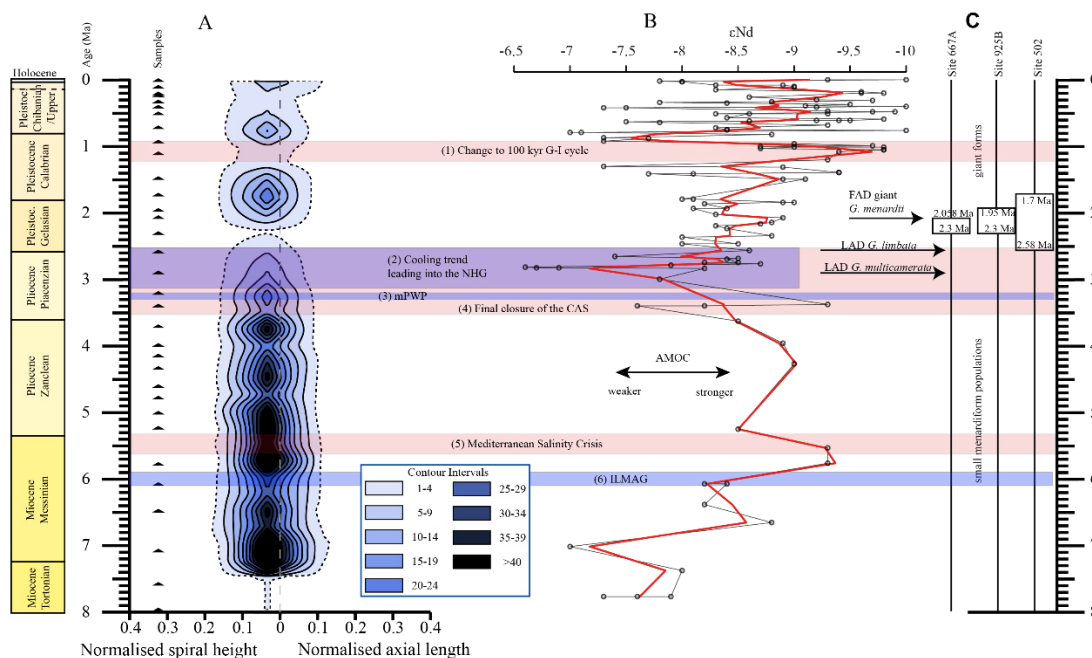 A
B
C
Age (Ma)
Samples
εNd
-6,5
-7
-7,5
-8
-8,5
-9
-9,5
-10
Site 667A
Site 925B
Site 502
Holocene
Pleistoc.
Chibanian
/Upper
Pleistocene
Calabrian
Pleistoc.
Gelasian
Pliocene
Piacenzian
Pliocene
Zanclean
Miocene
Messinian
Miocene
Tortonian
0
1
2
3
4
5
6
7
8
(1) Change to 100 kyr G-I cycle
giant forms
FAD giant
G. menardii
2.058 Ma
2.3 Ma
1.95 Ma
2.3 Ma
1.7 Ma
2.58 Ma
LAD G. limbata
LAD G. multicamerata
(2) Cooling trend
leading into the NHG
(3) mPWP
(4) Final closure of the CAS
AMOC
weaker
stronger
(5) Mediterranean Salinity Crisis
small menardiform populations
(6) ILMAG
Contour Intervals
1-4
5-9
10-14
15-19
20-24
25-29
30-34
35-39
>40
0.4
0.3
0.2
0.1
0
0.1
0.2
0.3
0.4
Normalised spiral height
Normalised axial length